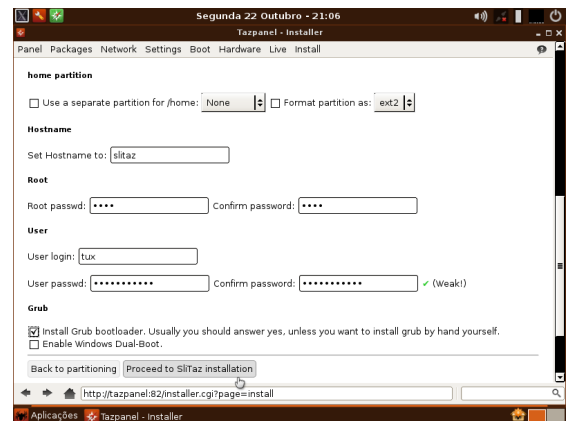 Segunda 22 Outubro - 21:06
Tazpanel - Installer
Panel Packages Network Settings Boot Hardware Live Install
home partition
Use a separate partition for /home: None Format partition as: ext2
Hostname
Set Hostname to: slitaz
Root
Root passwd: •••• Confirm password: ••••
User
User login: tux
User passwd: ••••••••••• Confirm password: ••••••••••• ✔ (Weak!)
Grub
Install Grub bootloader. Usually you should answer yes, unless you want to install grub by hand yourself.
Enable Windows Dual-Boot.
Back to partitioning Proceed to SliTaz installation
http://tazpanel:82/installer.cgi?page=install
Aplicações Tazpanel - Installer